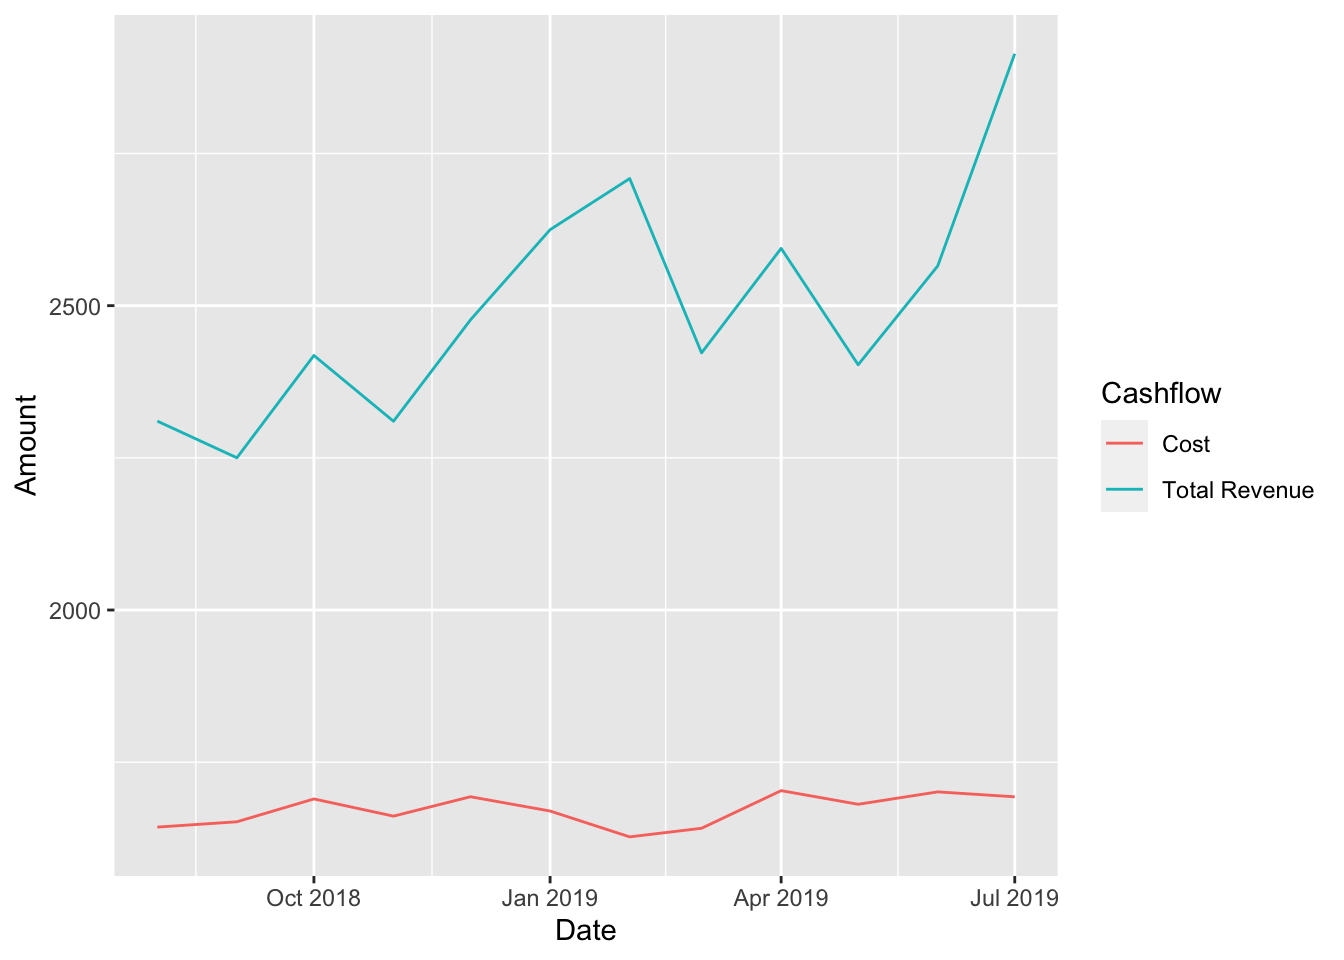 Amount
2500
2000
Oct 2018
Jan 2019
Apr 2019
Jul 2019
Date
Cashflow
Cost
Total Revenue